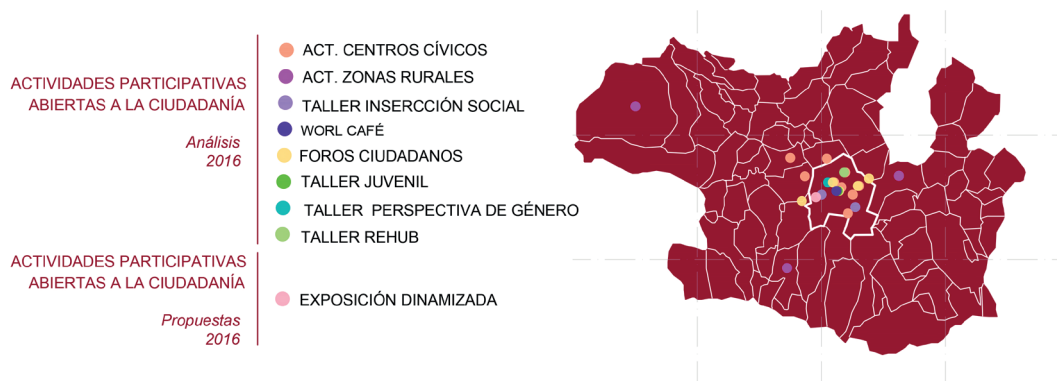 ACTIVIDADES PARTICIPATIVAS
ABIERTAS A LA CIUDADANÍA
Análisis
2016
ACT. CENTROS CÍVICOS
ACT. ZONAS RURALES
TALLER INSERCCIÓN SOCIAL
WORL CAFÉ
FOROS CIUDADANOS
TALLER JUVENIL
TALLER PERSPECTIVA DE GÉNERO
TALLER REHUB
ACTIVIDADES PARTICIPATIVAS
ABIERTAS A LA CIUDADANÍA
Propuestas
2016
EXPOSICIÓN DINAMIZADA